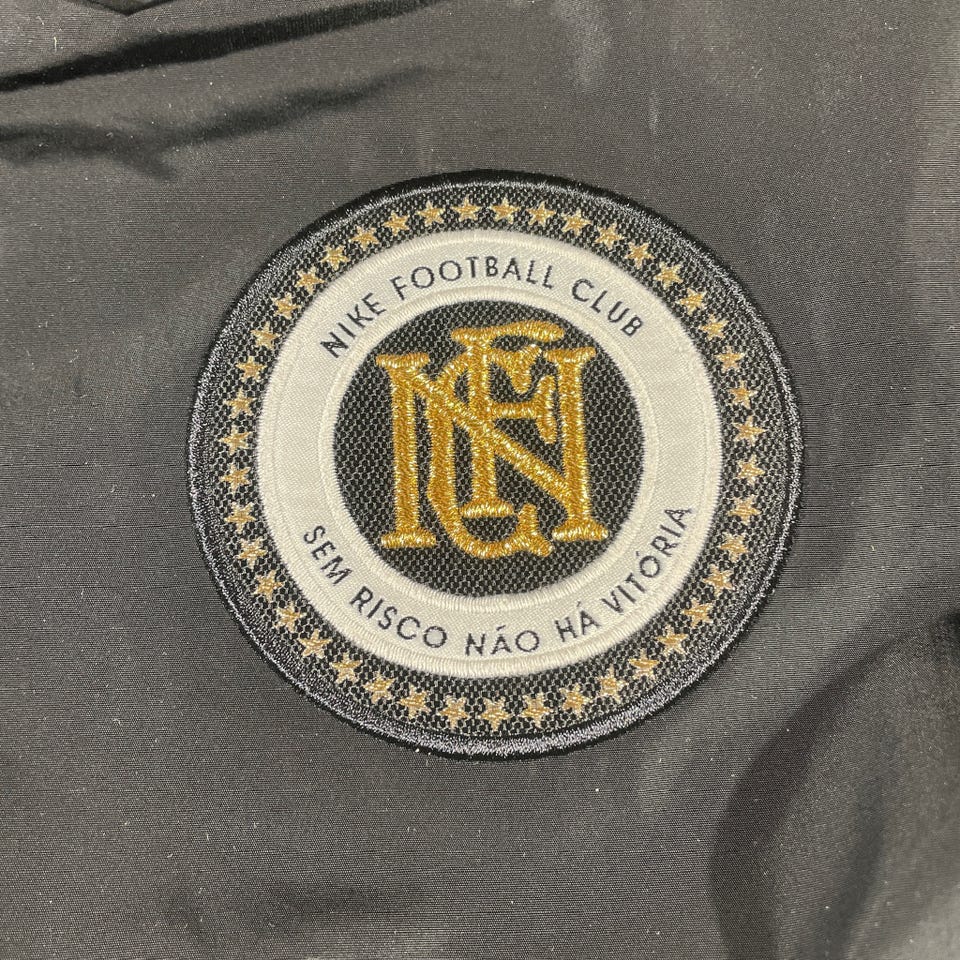 NIKE FOOTBALL CLUB
NFC
SEM RISCO NÃO HÁ VITÓRIA